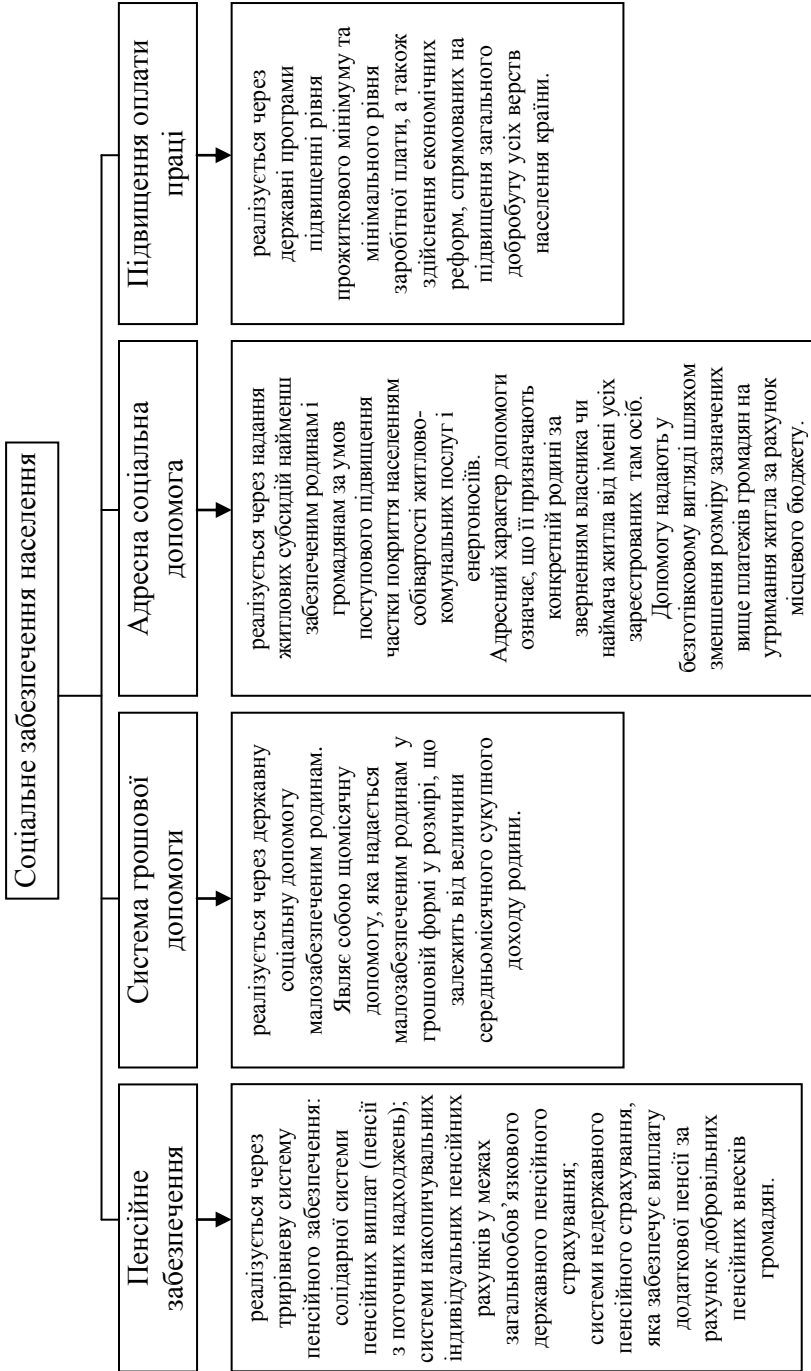 Соціальне забезпечення населення
Пенсійне
забезпечення
реалізується через
трирівневу систему
пенсійного забезпечення:
солідарної системи
пенсійних виплат (пенсії
з поточних надходжень);
системи накопичувальних
індивідуальних пенсійних
рахунків у межах
загальнообов’язкового
державного пенсійного
страхування;
системи недержавного
пенсійного страхування,
яка забезпечує виплату
додаткової пенсії за
рахунок добровільних
пенсійних внесків
громадян.
Система грошової
допомоги
реалізується через державну
соціальну допомогу
малозабезпеченим родинам.
Являє собою щомісячну
допомогу, яка надається
малозабезпеченим родинам у
грошовій формі у розмірі, що
залежить від величини
середньомісячного сукупного
доходу родини.
Адресна соціальна
допомога
реалізується через надання
житлових субсидій найменш
забезпеченим родинам і
громадянам за умов
поступового підвищення
частки покриття населенням
собівартості житлово-
комунальних послуг і
енергоносіїв.
Адресний характер допомоги
означає, що її призначають
конкретній родині за
зверненням власника чи
наймача житла від імені усіх
зареєстрованих там осіб.
Допомогу надають у
безготівковому вигляді шляхом
зменшення розміру зазначених
вище платежів громадян на
утримання житла за рахунок
місцевого бюджету.
Підвищення оплати
праці
реалізується через
державні програми
підвищенні рівня
прожиткового мінімуму та
мінімального рівня
заробітної плати, а також
здійснення економічних
реформ, спрямованих на
підвищення загального
добробуту усіх верств
населення країни.